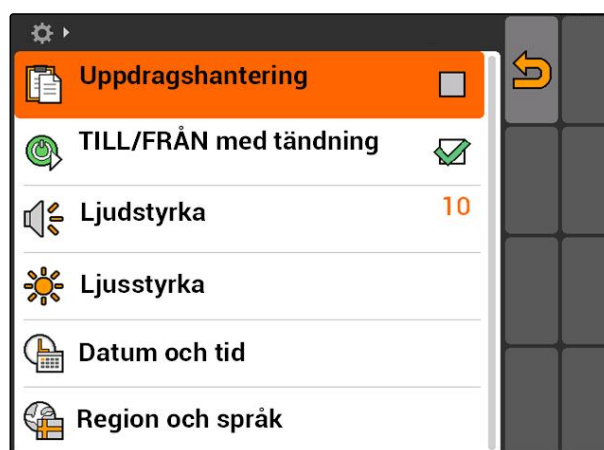 Uppdragshantering
TILL/FRÅN med tändning
Ljudstyrka 10
Ljusstyrka
Datum och tid
Region och språk